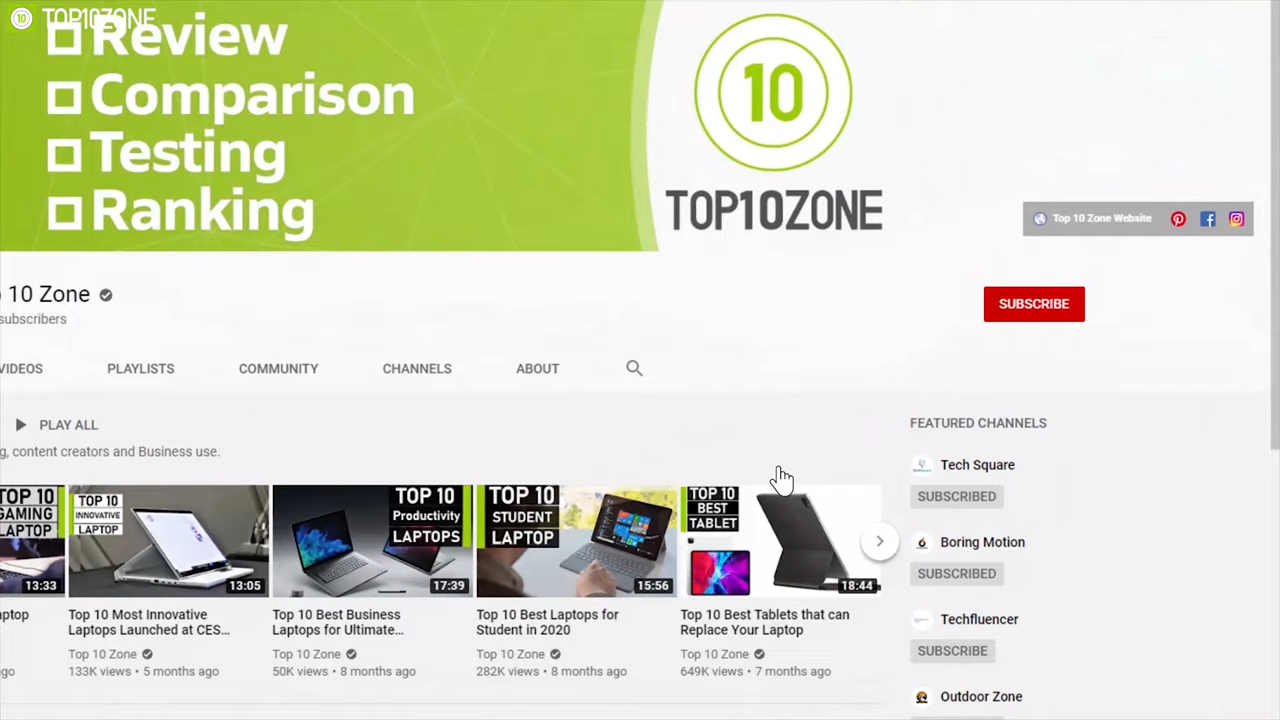 10 TOP10ZONE
Review
Comparison
Testing
Ranking
10
TOP10ZONE
Top 10 Zone Website
10 Zone
subscribers
SUBSCRIBE
VIDEOS PLAYLISTS COMMUNITY CHANNELS ABOUT
PLAY ALL
g, content creators and Business use.
TOP 10
GAMING
LAPTOP
13:33
aptop
go
TOP 10
INNOVATIVE
LAPTOP
13:05
Top 10 Most Innovative
Laptops Launched at CES...
Top 10 Zone
133K views • 5 months ago
TOP 10
Productivity
LAPTOPS
17:39
Top 10 Best Business
Laptops for Ultimate...
Top 10 Zone
50K views • 8 months ago
TOP 10
STUDENT
LAPTOP
15:56
Top 10 Best Laptops for
Student in 2020
Top 10 Zone
282K views • 8 months ago
TOP 10
BEST
TABLET
18:44
Top 10 Best Tablets that can
Replace Your Laptop
Top 10 Zone
649K views • 7 months ago
FEATURED CHANNELS
Tech Square
SUBSCRIBED
Boring Motion
SUBSCRIBED
Techfluencer
SUBSCRIBE
Outdoor Zone